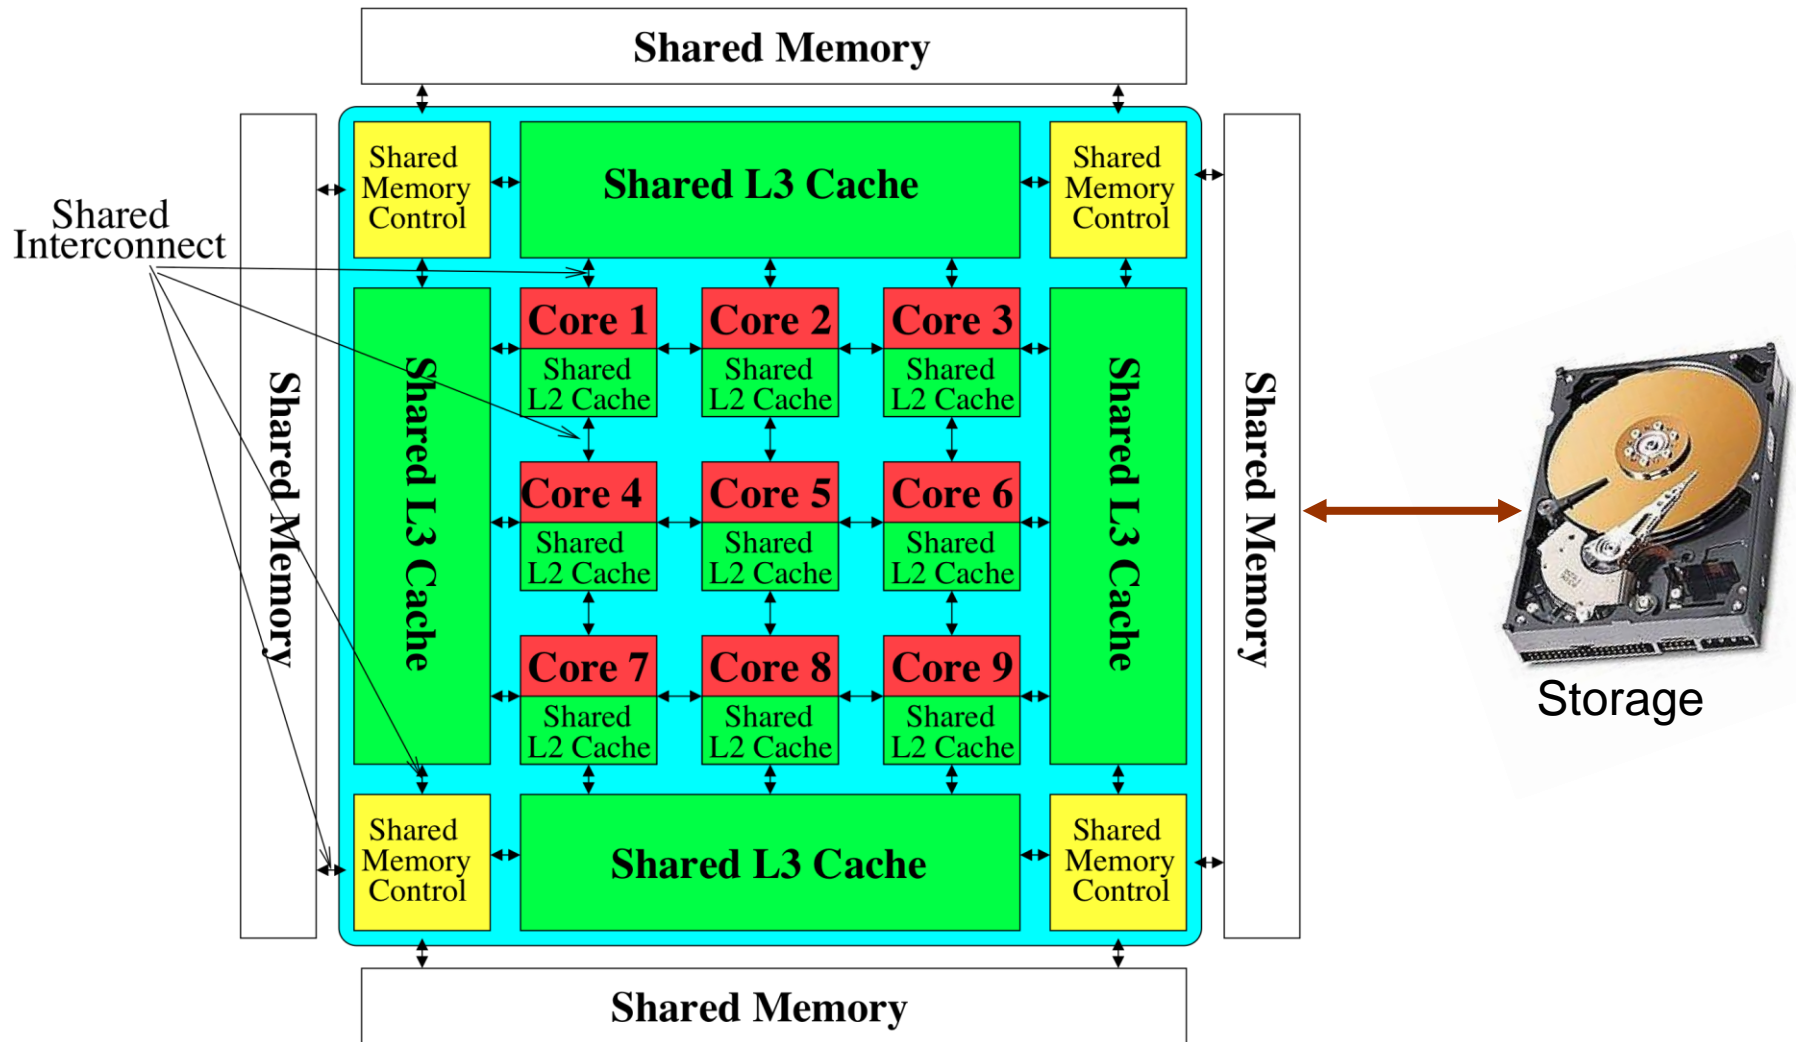 Shared Memory
Shared
Memory
Control
Shared L3 Cache
Shared
Memory
Control
Shared
Interconnect
Core 1
Core 2
Core 3
Shared
L2 Cache
Shared
L2 Cache
Shared
L2 Cache
Shared Memory
Shared L3 Cache
Core 4
Core 5
Core 6
Shared
L2 Cache
Shared
L2 Cache
Shared
L2 Cache
Shared L3 Cache
Shared Memory
Core 7
Core 8
Core 9
Shared
L2 Cache
Shared
L2 Cache
Shared
L2 Cache
Storage
Shared
Memory
Control
Shared L3 Cache
Shared
Memory
Control
Shared Memory